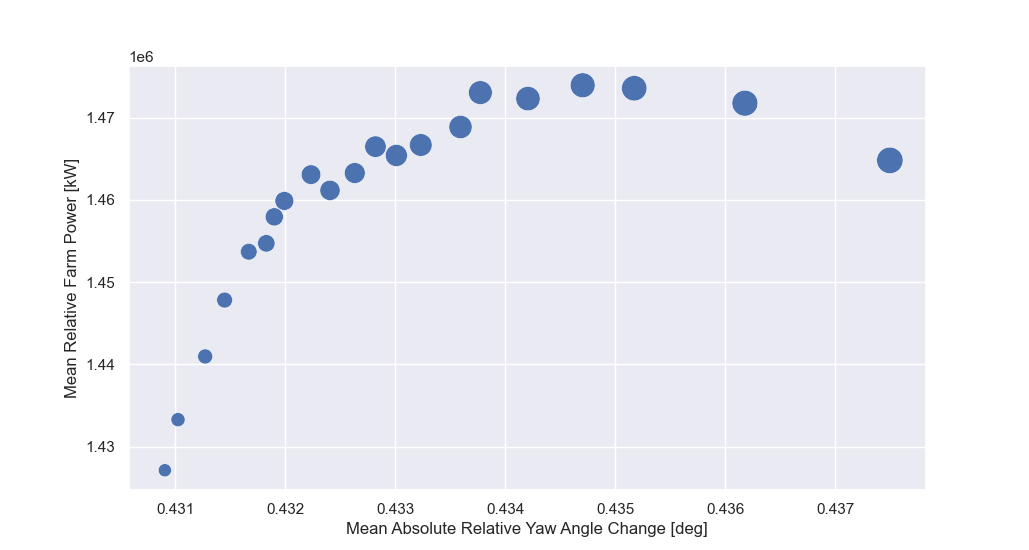 1e6
1.47
1.46
1.45
1.44
1.43
Mean Relative Farm Power [kW]
0.431 0.432 0.433 0.434 0.435 0.436 0.437
Mean Absolute Relative Yaw Angle Change [deg]